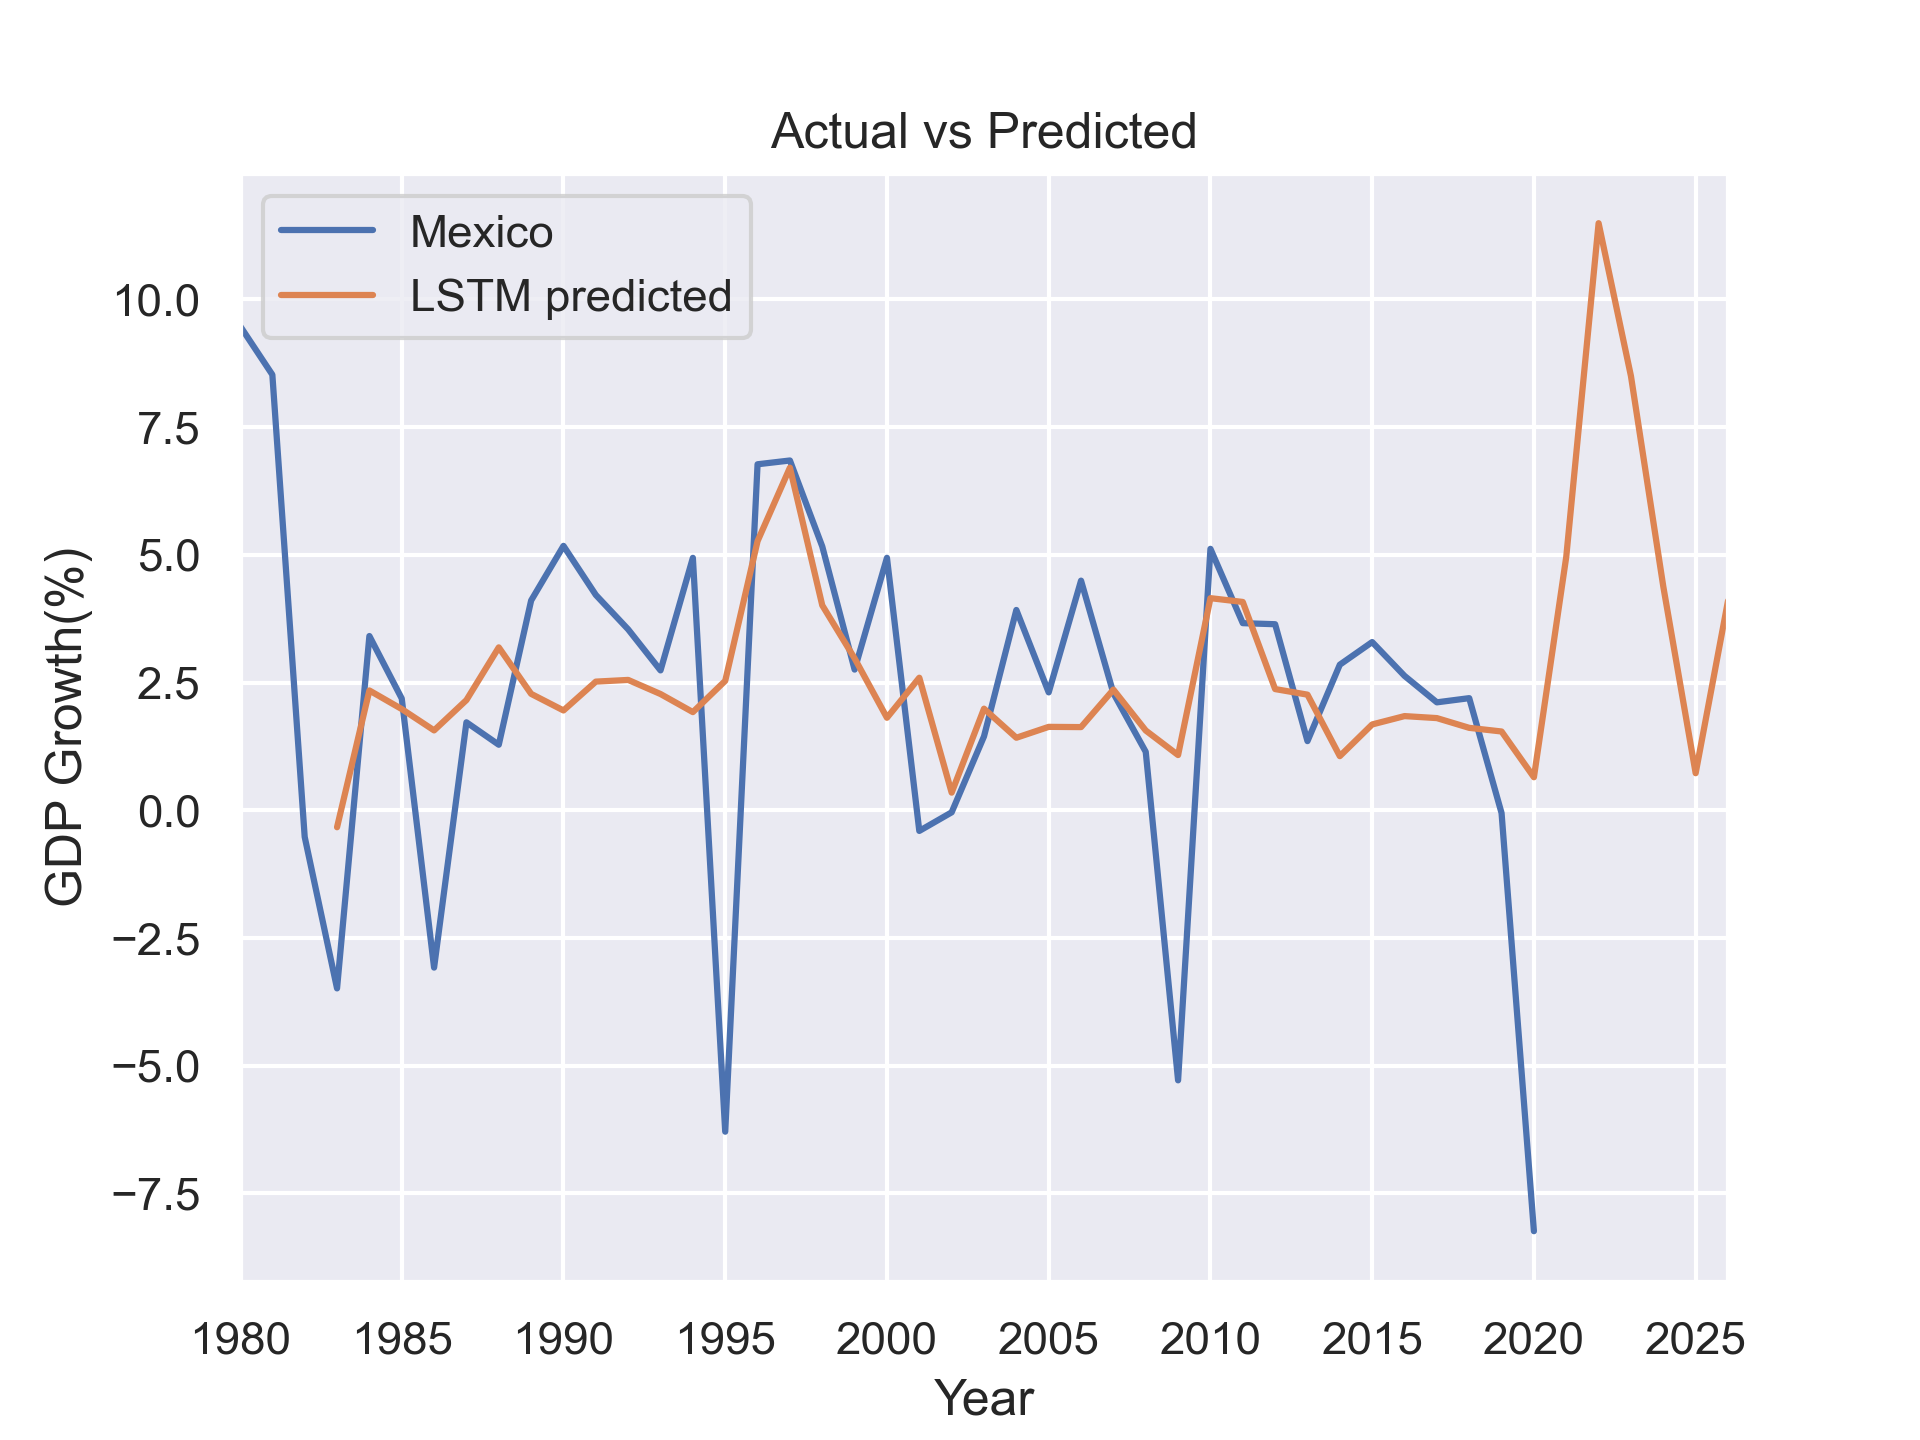 Actual vs Predicted
Mexico
LSTM predicted
10.0
7.5
5.0
2.5
0.0
−2.5
−5.0
−7.5
GDP Growth(%)
1980 1985 1990 1995 2000 2005 2010 2015 2020 2025
Year